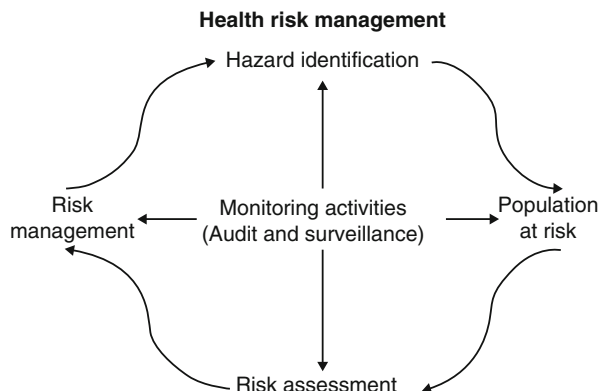 Health risk management
Hazard identification
Risk
management
Monitoring activities
(Audit and surveillance)
Population
at risk
Risk assessment